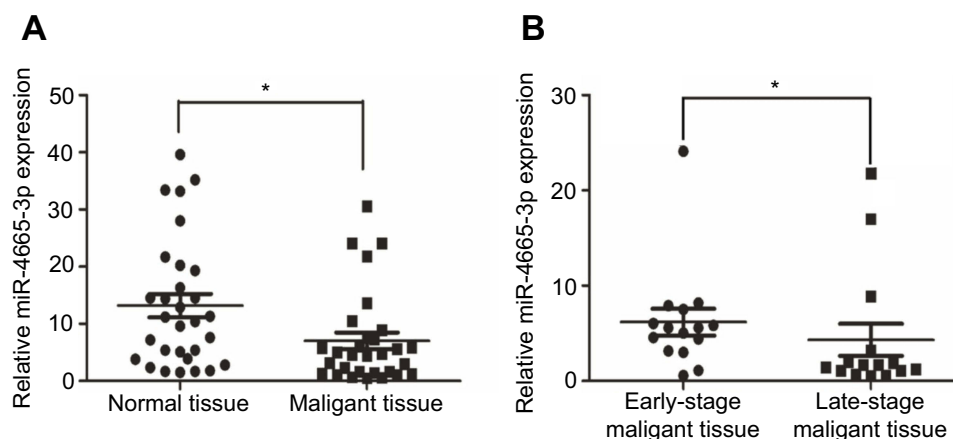 A
Relative miR-4665-3p expression
50
40
30
20
10
0
*
Normal tissue
Maligant tissue
B
Relative miR-4665-3p expression
30
20
10
0
*
Early-stage
maligant tissue
Late-stage
maligant tissue